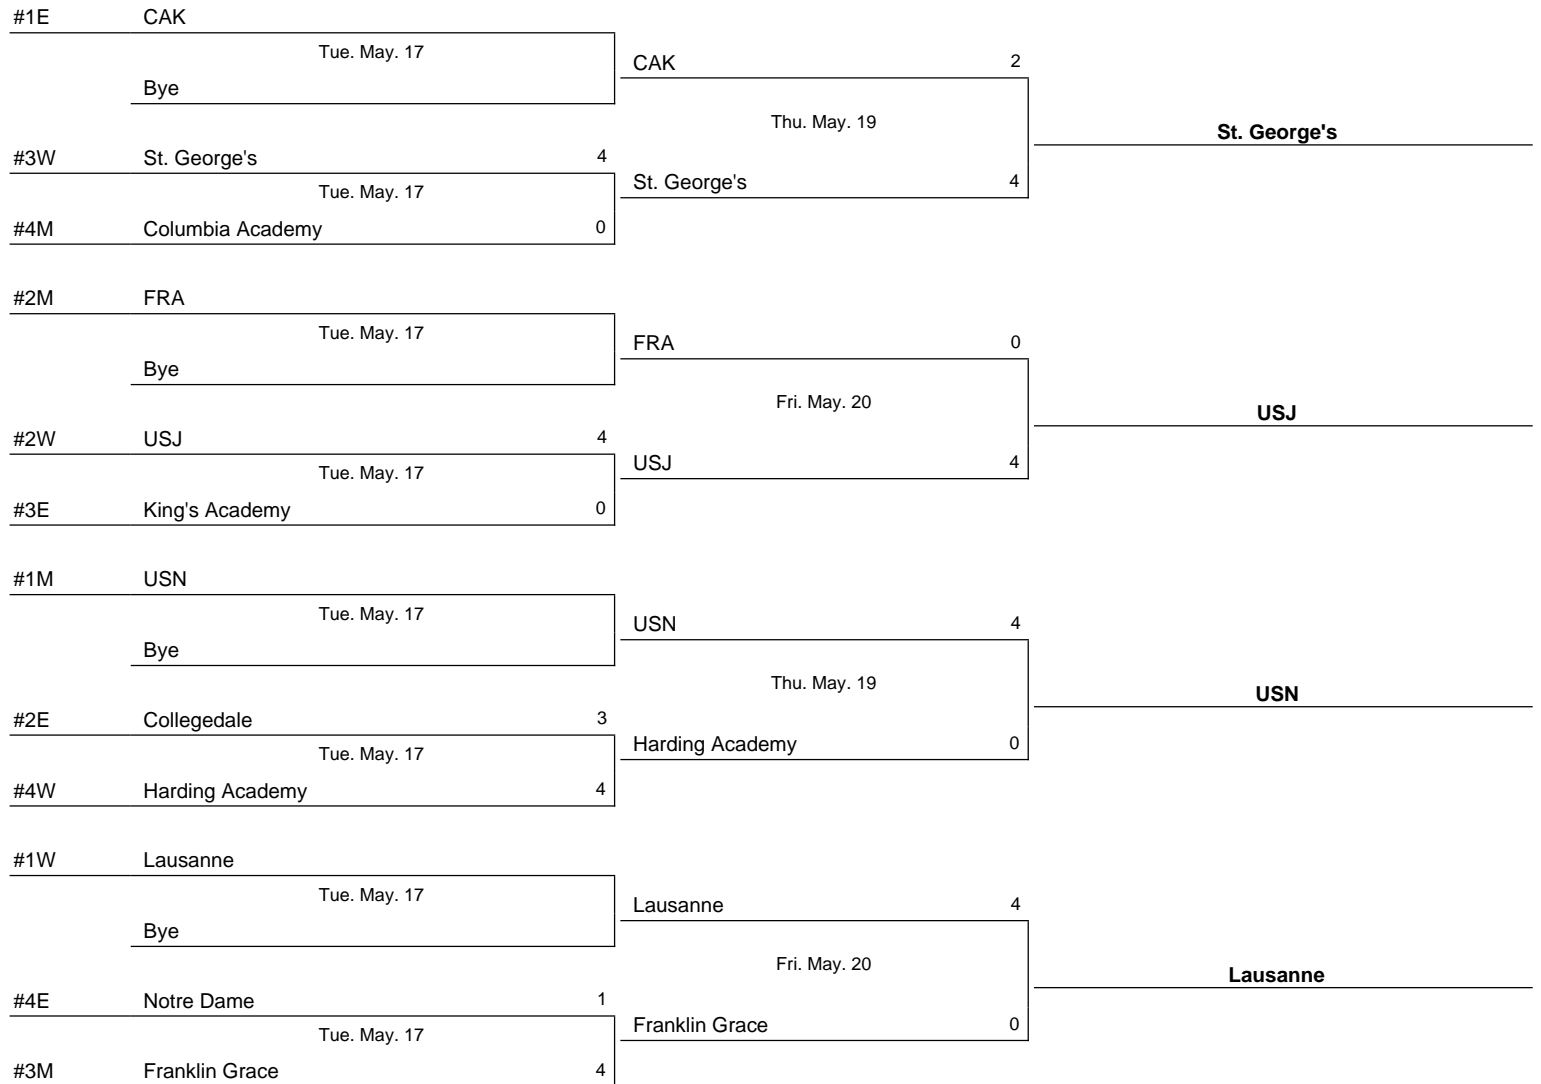 #1E CAK
Tue. May. 17
CAK 2
Bye
Thu. May. 19
St. George's
#3W St. George's 4
St. George's 4
Tue. May. 17
#4M Columbia Academy 0
#2M FRA
Tue. May. 17
FRA 0
Bye
Fri. May. 20
USJ
#2W USJ 4
USJ 4
Tue. May. 17
#3E King's Academy 0
#1M USN
Tue. May. 17
USN 4
Bye
Thu. May. 19
USN
#2E Collegedale 3
Harding Academy 0
Tue. May. 17
#4W Harding Academy 4
#1W Lausanne
Tue. May. 17
Lausanne 4
Bye
Fri. May. 20
Lausanne
#4E Notre Dame 1
Franklin Grace 0
Tue. May. 17
#3M Franklin Grace 4